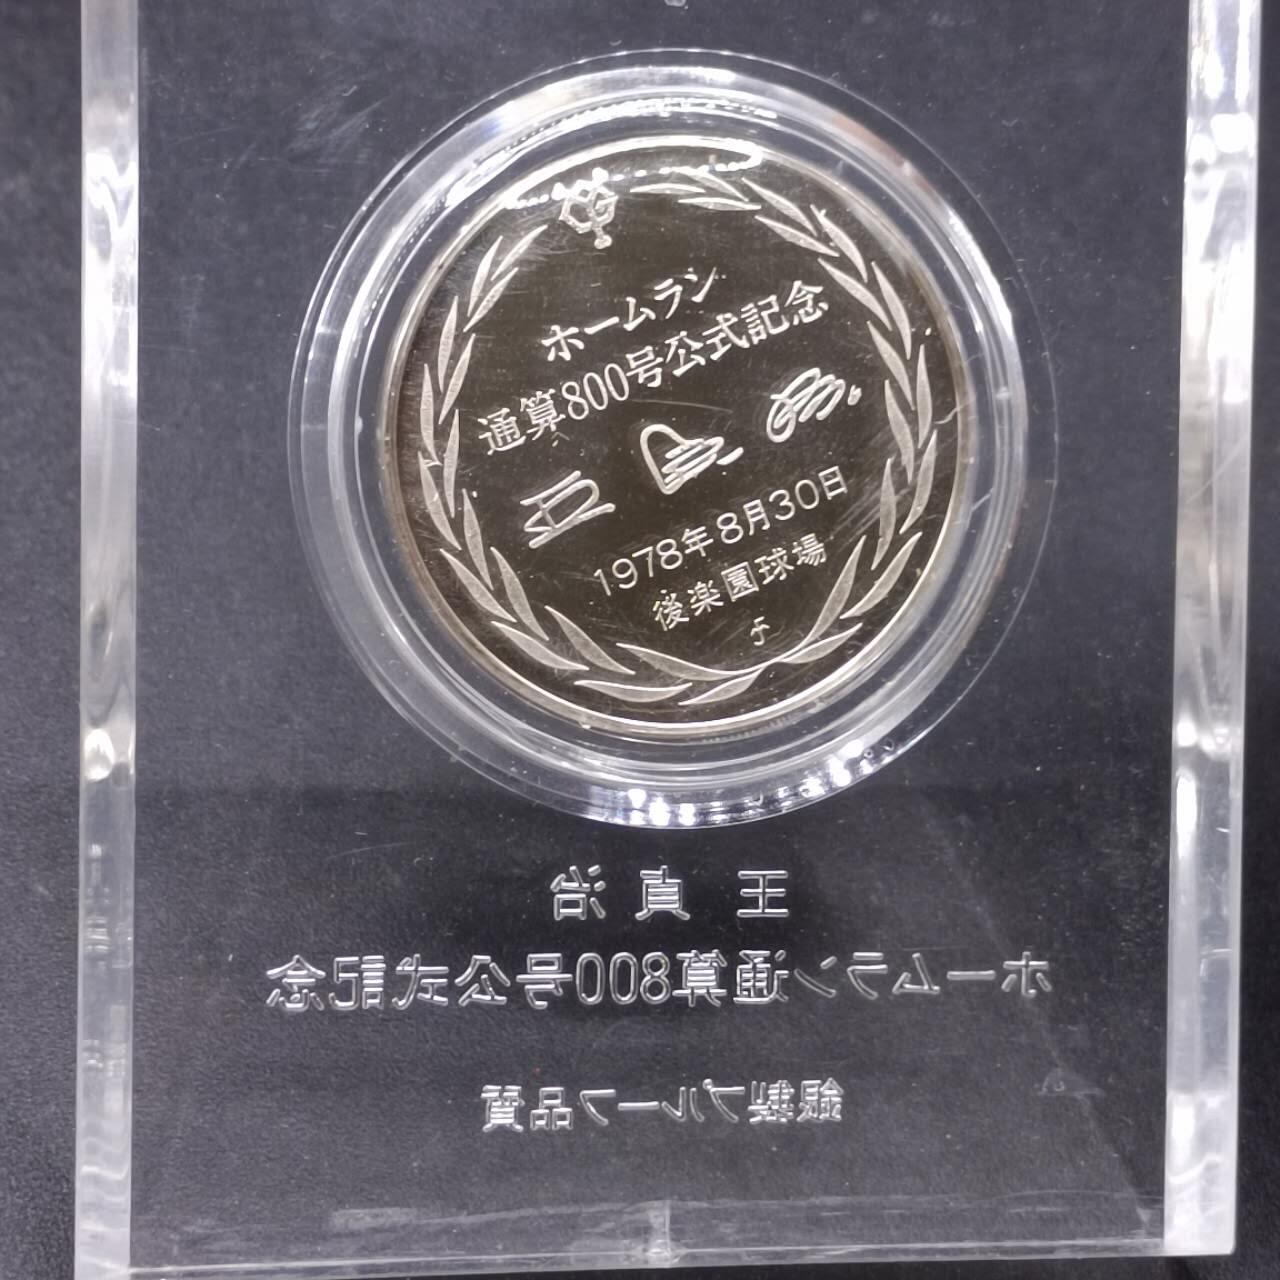 ホームラン
通算800号公式記念
王貞治
1978年8月30日
後楽園球場
王 貞 治
ホームラン通算800号公式記念
銀製プルーフ品質